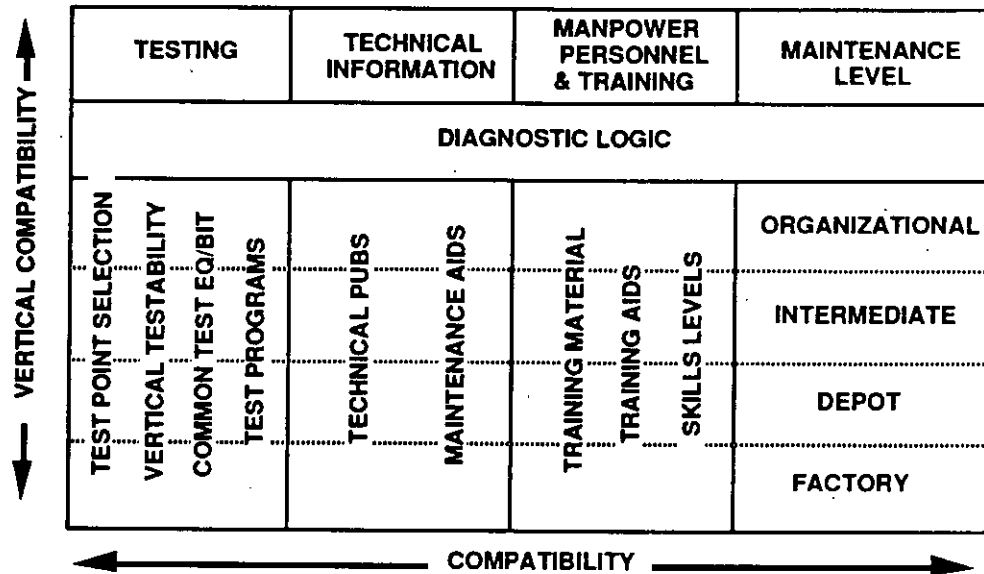 VERTICAL COMPATIBILITY
TESTING
TECHNICAL
INFORMATION
MANPOWER
PERSONNEL
& TRAINING
MAINTENANCE
LEVEL
DIAGNOSTIC LOGIC
TEST POINT SELECTION
VERTICAL TESTABILITY
COMMON TEST EQ/BIT
TEST PROGRAMS
TECHNICAL PUBS
MAINTENANCE AIDS
TRAINING MATERIAL
TRAINING AIDS
SKILLS LEVELS
ORGANIZATIONAL
INTERMEDIATE
DEPOT
FACTORY
COMPATIBILITY